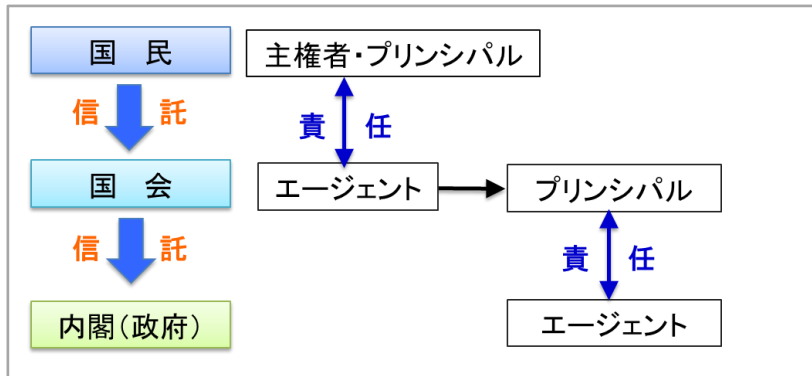 国　民
主権者・プリンシパル
信　託
責　任
国　会
エージェント
プリンシパル
信　託
責　任
内閣（政府）
エージェント